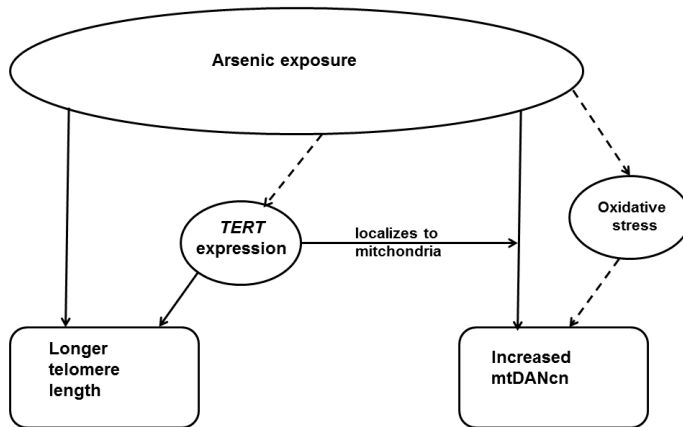 Arsenic exposure
TERT
expression
localizes to
mitchondria
Oxidative
stress
Longer
telomere
length
Increased
mtDANcn